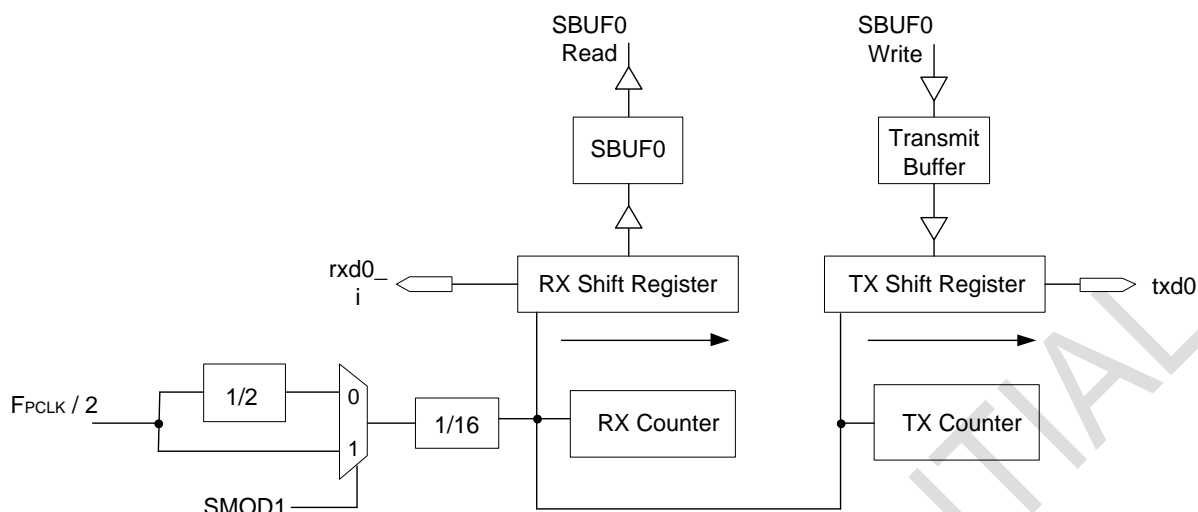 SBUF0
Read
SBUF0
Write
SBUF0
Transmit
Buffer
rxd0_
i
RX Shift Register
TX Shift Register
txd0
FPCLK / 2
1/2
0
1
1/16
RX Counter
TX Counter
SMOD1